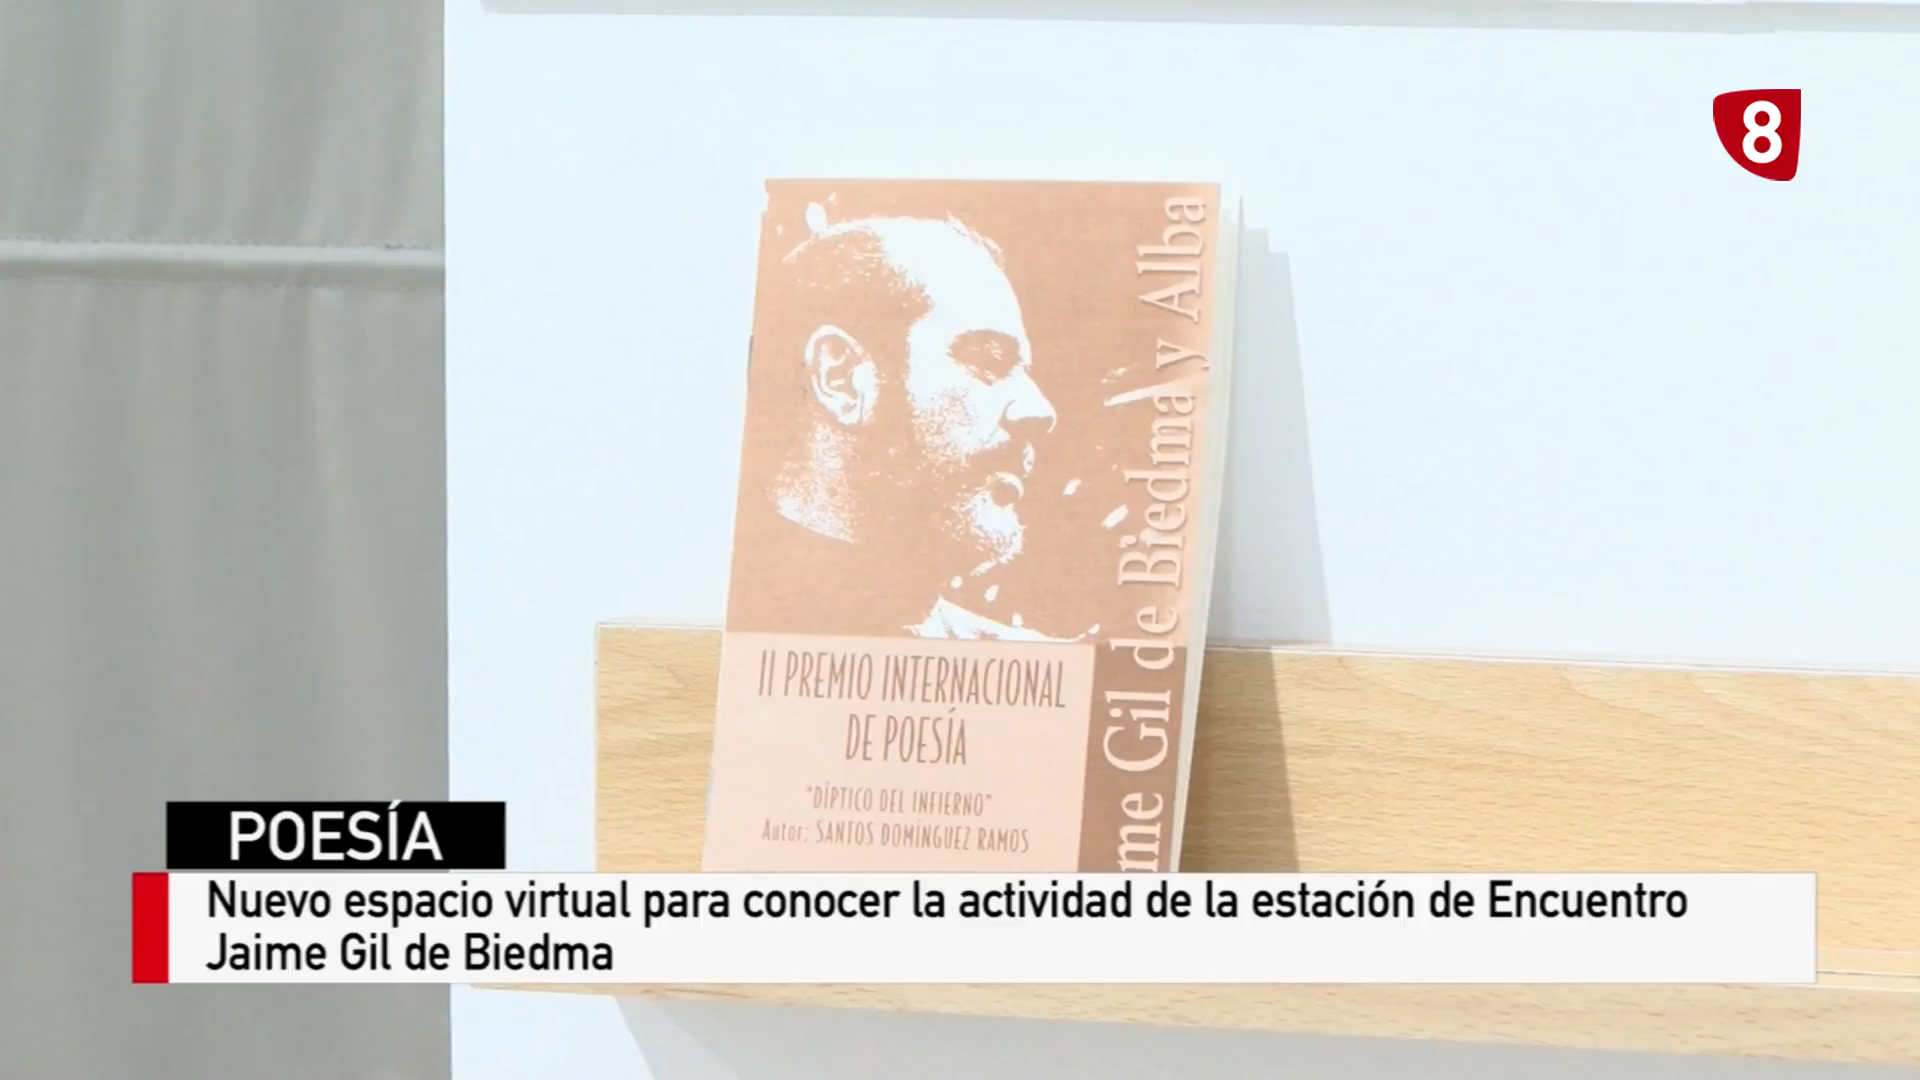 8
me Gil de Biedma y Alba
II PREMIO INTERNACIONAL
DE POESÍA
"DÍPTICO DEL INFIERNO"
Autor: SANTOS DOMÍNGUEZ RAMOS
POESÍA
Nuevo espacio virtual para conocer la actividad de la estación de Encuentro
Jaime Gil de Biedma